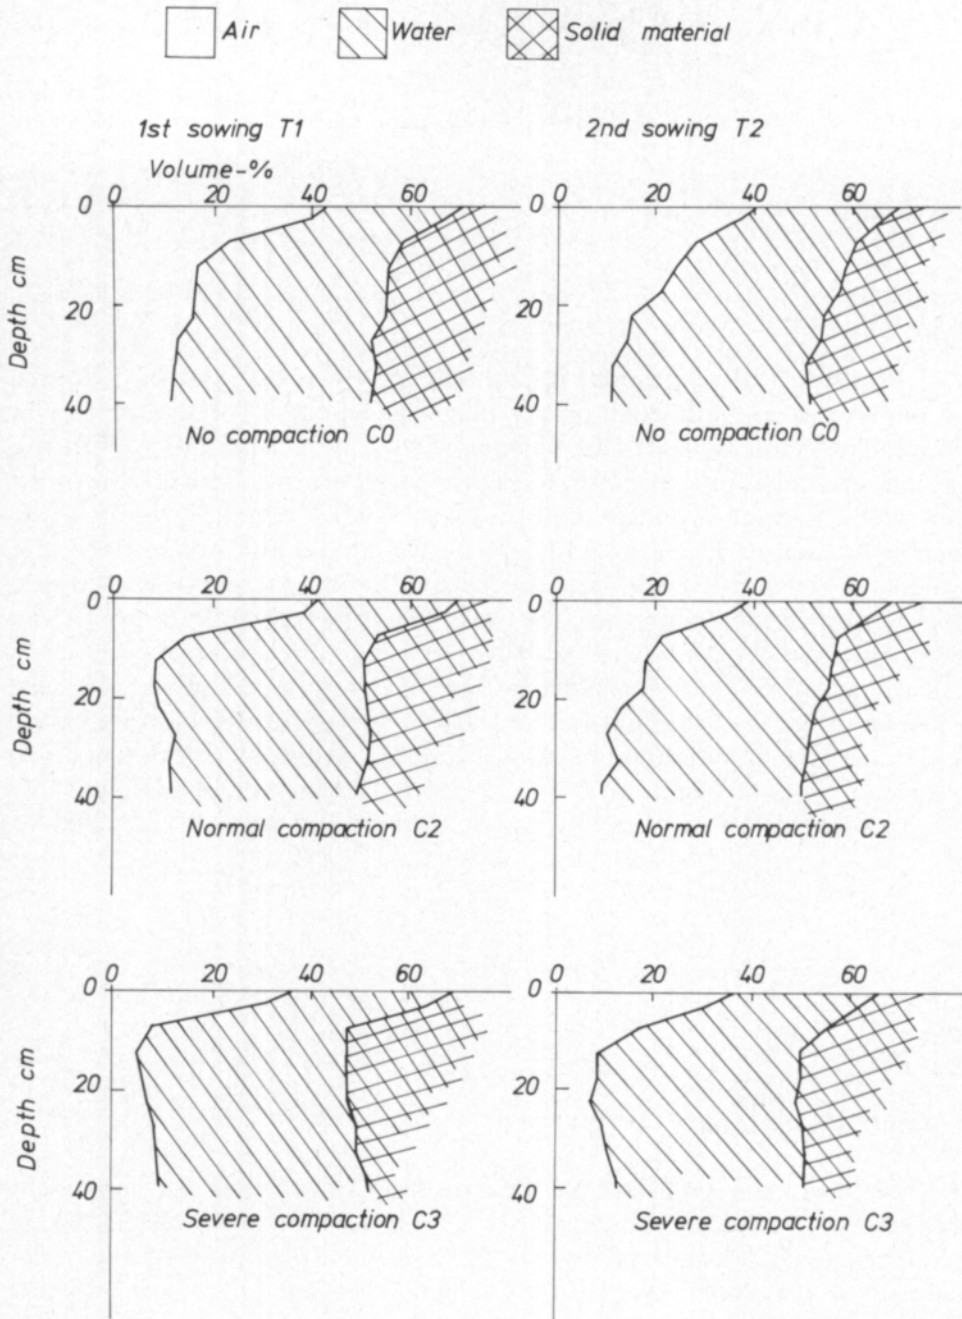 Air Water Solid material
1st sowing T1 2nd sowing T2
Volume-%
0 20 40 60 0 20 40 60
0 0
Depth cm
20 20
40 40
No compaction C0 No compaction C0
0 20 40 60 0 20 40 60
0 0
Depth cm
20 20
40 40
Normal compaction C2 Normal compaction C2
0 20 40 60 0 20 40 60
0 0
Depth cm
20 20
40 40
Severe compaction C3 Severe compaction C3